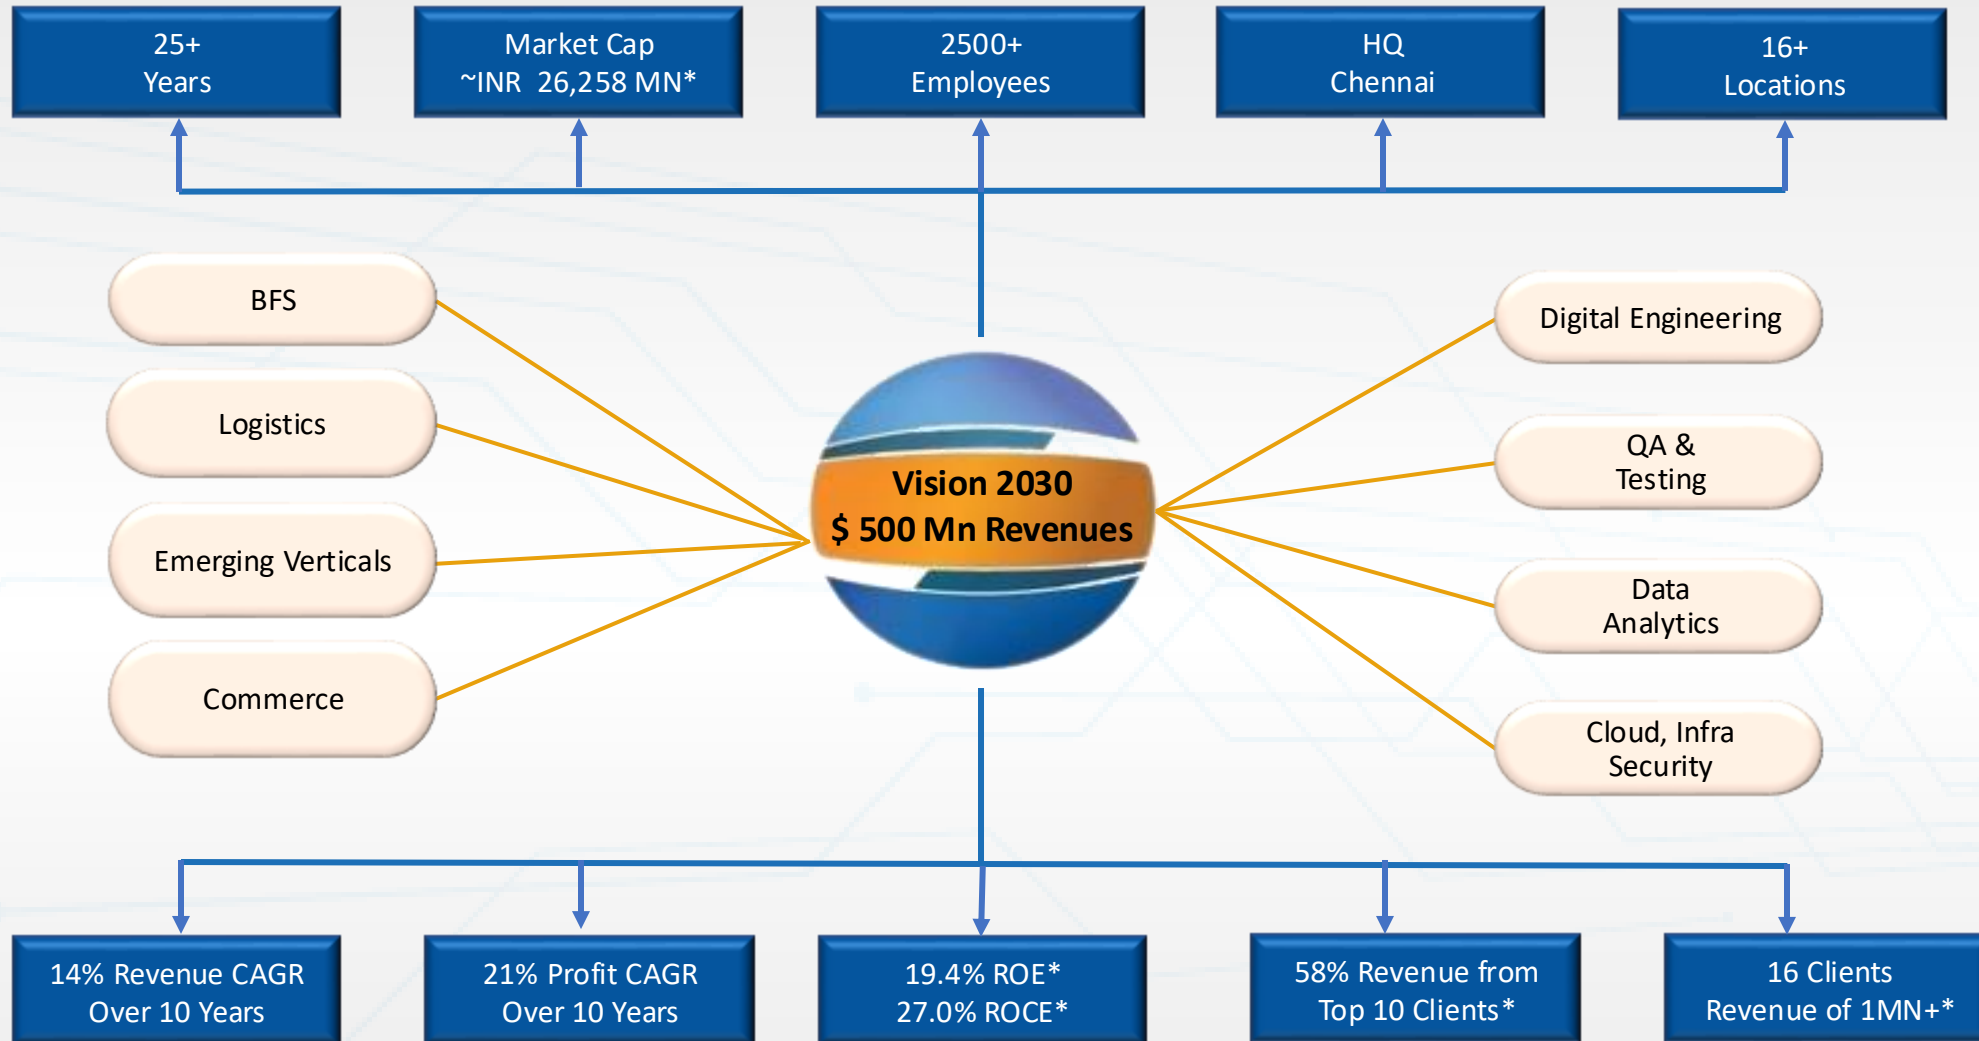 25+
Years
Market Cap
~INR 26,258 MN*
2500+
Employees
HQ
Chennai
16+
Locations
BFS
Logistics
Emerging Verticals
Commerce
Vision 2030
$ 500 Mn Revenues
Digital Engineering
QA &
Testing
Data
Analytics
Cloud, Infra
Security
14% Revenue CAGR
Over 10 Years
21% Profit CAGR
Over 10 Years
19.4% ROE*
27.0% ROCE*
58% Revenue from
Top 10 Clients*
16 Clients
Revenue of 1MN+*